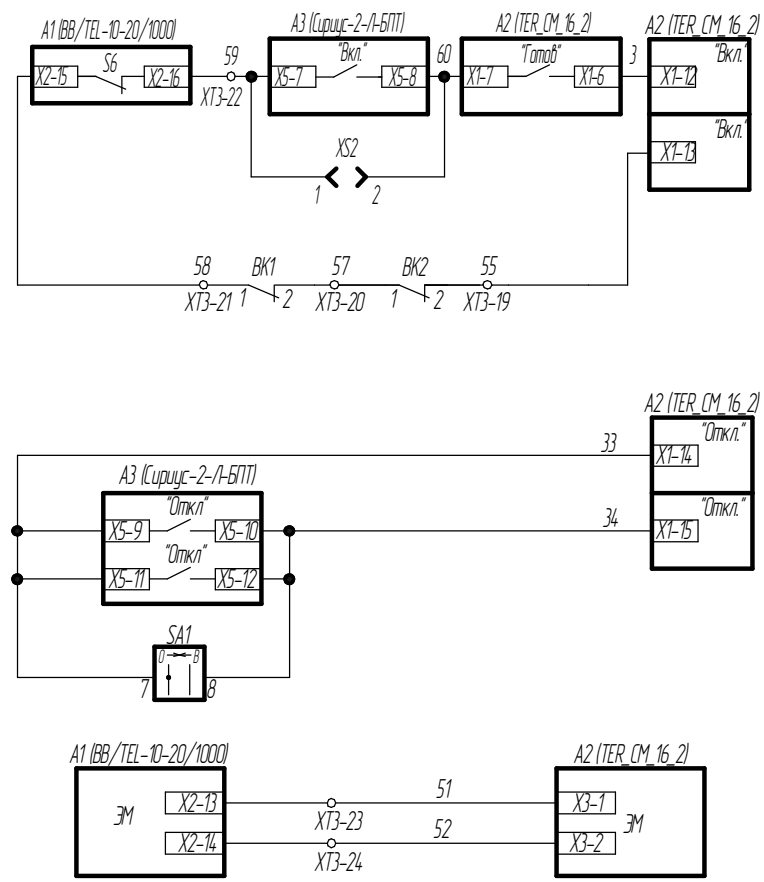 A1 (BB/TEL-10-20/1000)
A3 (Сириус-2-Л-БПТ)
A2 (TER_CM_16_2)
A2 (TER_CM_16_2)
X2-15
S6
X2-16
59
XT3-22
"Вкл."
X5-7
X5-8
60
"Готов"
X1-7
X1-6
3
"Вкл."
X1-12
"Вкл."
X1-13
XS2
1
2
58
BK1
57
BK2
55
XT3-21
1
2
XT3-20
1
2
XT3-19
A2 (TER_CM_16_2)
33
"Откл."
X1-14
A3 (Сириус-2-Л-БПТ)
"Откл"
X5-9
X5-10
34
"Откл."
X1-15
"Откл"
X5-11
X5-12
SA1
О
В
7
8
A1 (BB/TEL-10-20/1000)
A2 (TER_CM_16_2)
ЭМ
X2-13
51
X3-1
ЭМ
XT3-23
X2-14
52
X3-2
XT3-24